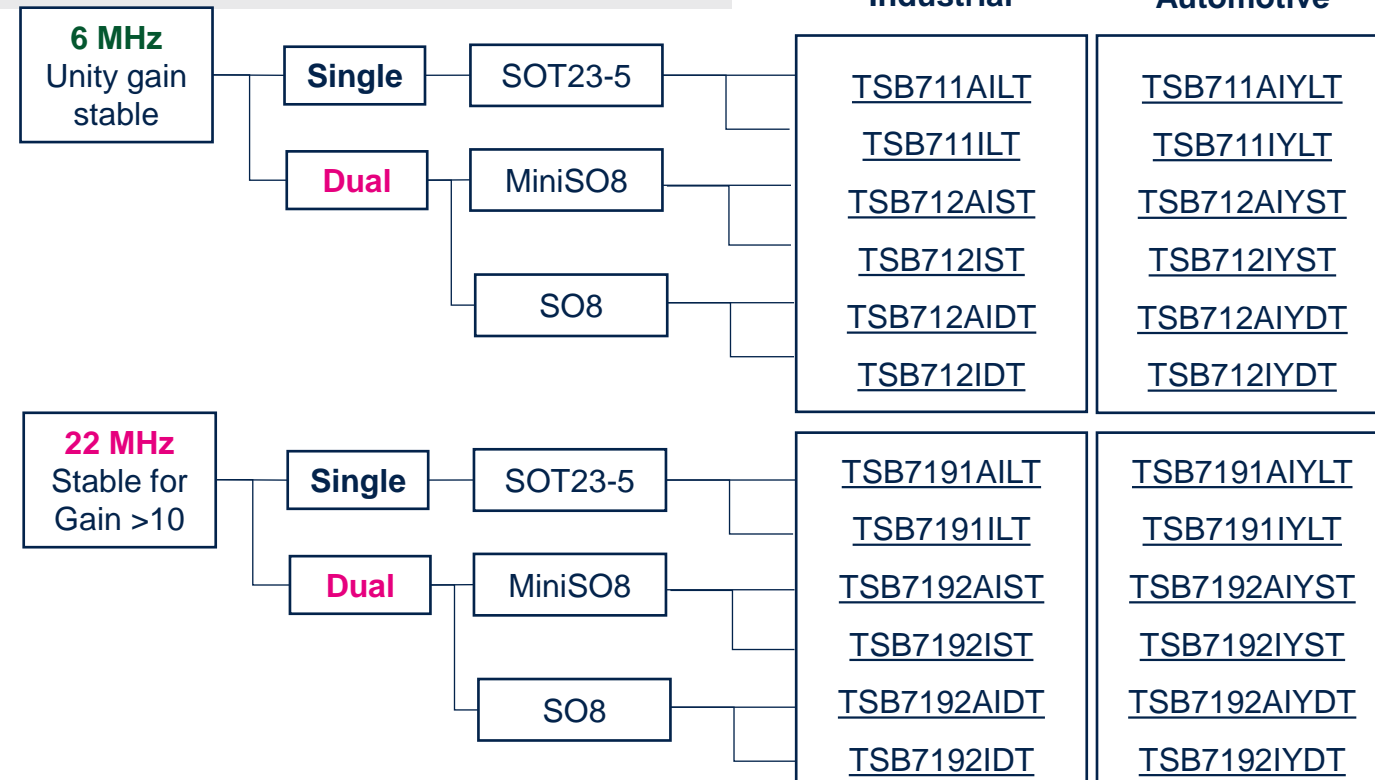 Industrial
Automotive
6 MHz
Unity gain
stable
Single
SOT23-5
Dual
MiniSO8
SO8
TSB711AILT
TSB711ILT
TSB712AIST
TSB712IST
TSB712AIDT
TSB712IDT
TSB711AIYLT
TSB711IYLT
TSB712AIYST
TSB712IYST
TSB712AIYDT
TSB712IYDT
22 MHz
Stable for
Gain >10
Single
SOT23-5
Dual
MiniSO8
SO8
TSB7191AILT
TSB7191ILT
TSB7192AIST
TSB7192IST
TSB7192AIDT
TSB7192IDT
TSB7191AIYLT
TSB7191IYLT
TSB7192AIYST
TSB7192IYST
TSB7192AIYDT
TSB7192IYDT